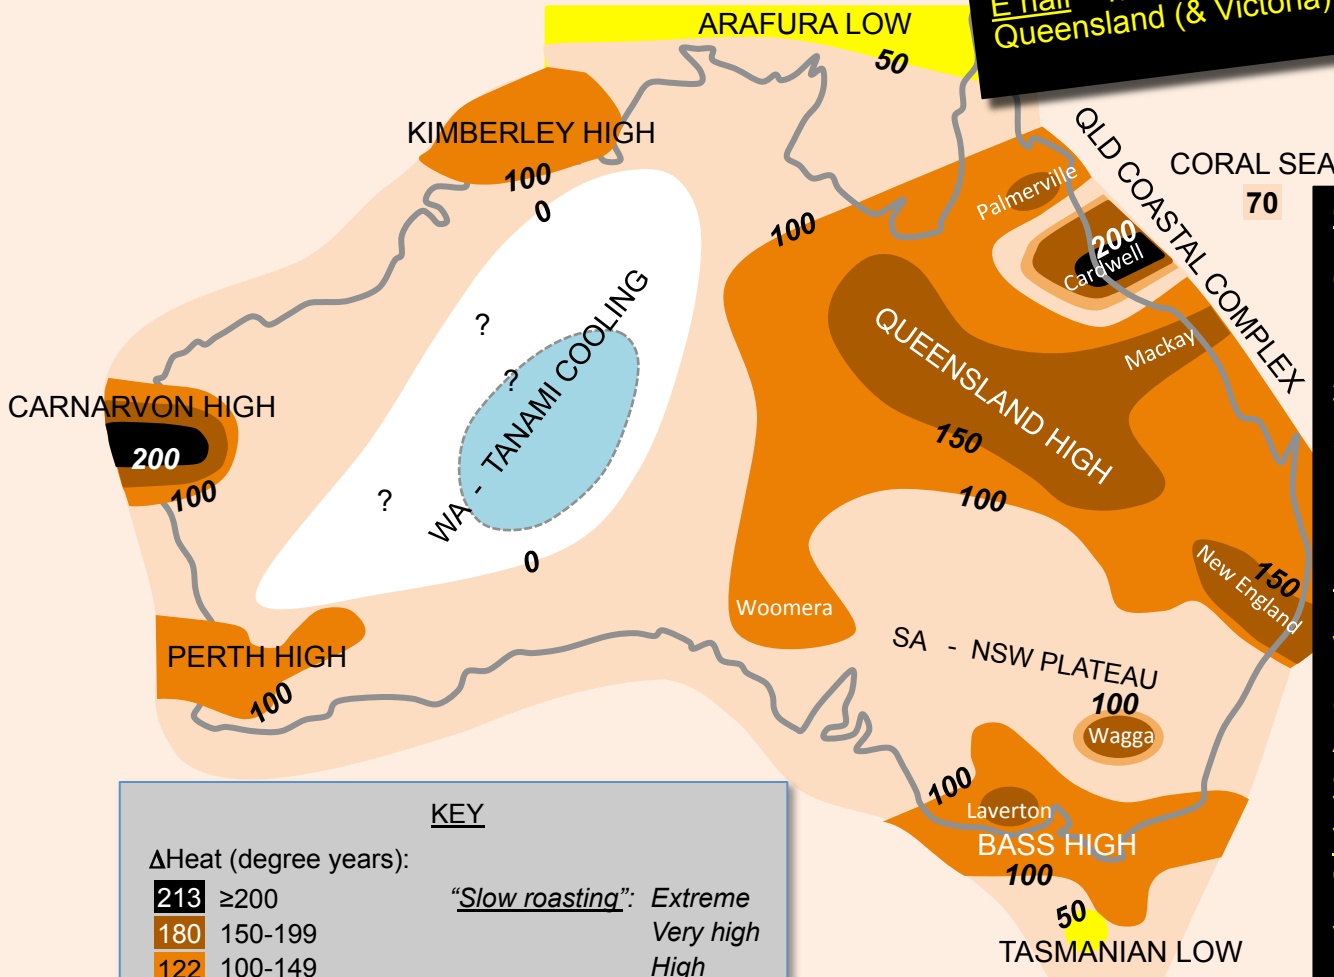 E half
Queensland (& Victoria)
ARAFURA LOW
50
KIMBERLEY HIGH
100
0
QLD COASTAL COMPLEX
CORAL SEA
70
Palmerville
100
200
Cardwell
?
?
?
WA - TANAMI COOLING
0
QUEENSLAND HIGH
Mackay
150
100
CARNARVON HIGH
200
100
New England
150
Woomera
PERTH HIGH
100
SA - NSW PLATEAU
100
Wagga
100
Laverton
BASS HIGH
100
50
TASMANIAN LOW
KEY
ΔHeat (degree years):
213 ≥200 “Slow roasting”: Extreme
180 150-199 Very high
122 100-149 High